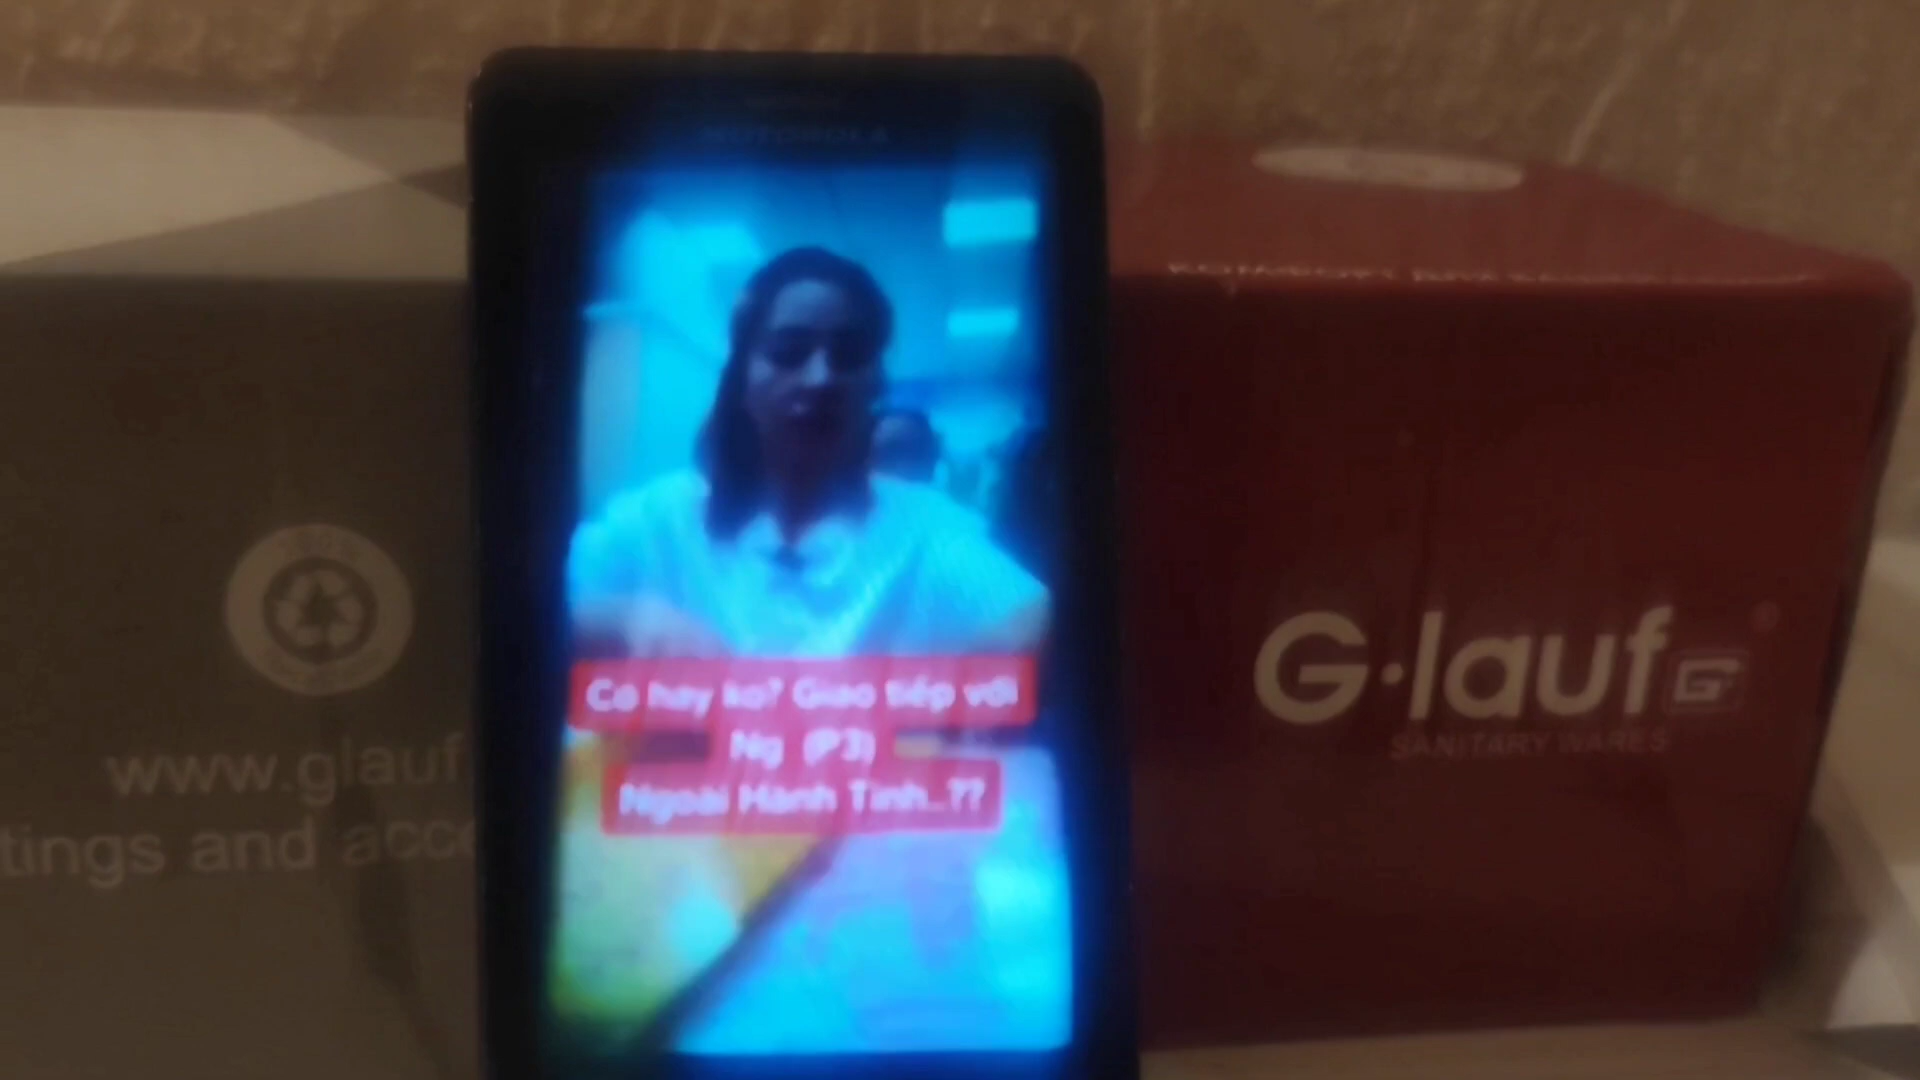 MOTOROLA
Có hay ko? Giao tiếp với
Ng (P3)
Ngoài Hành Tinh...??
G·lauf G
SANITARY WARES
www.glauf
tings and acce